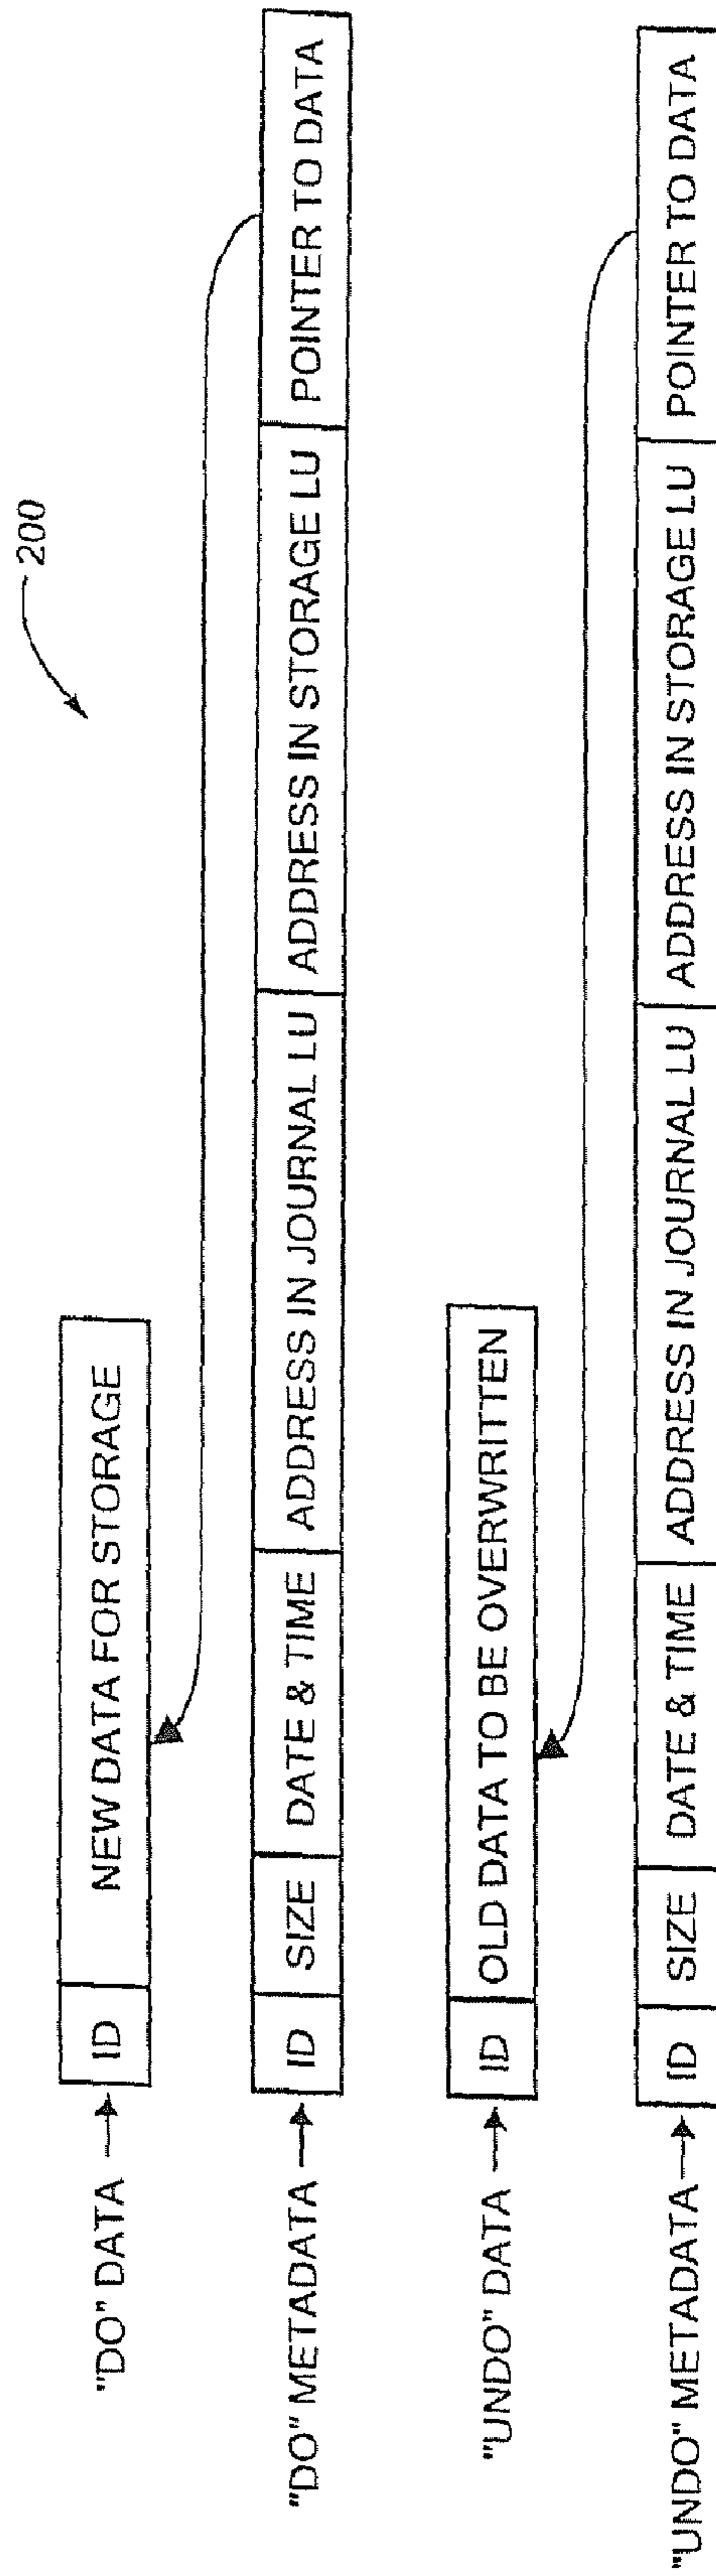 200
"DO" DATA → ID NEW DATA FOR STORAGE
"DO" METADATA → ID SIZE DATE & TIME ADDRESS IN JOURNAL LU ADDRESS IN STORAGE LU POINTER TO DATA
"UNDO" DATA → ID OLD DATA TO BE OVERWRITTEN
"UNDO" METADATA → ID SIZE DATE & TIME ADDRESS IN JOURNAL LU ADDRESS IN STORAGE LU POINTER TO DATA